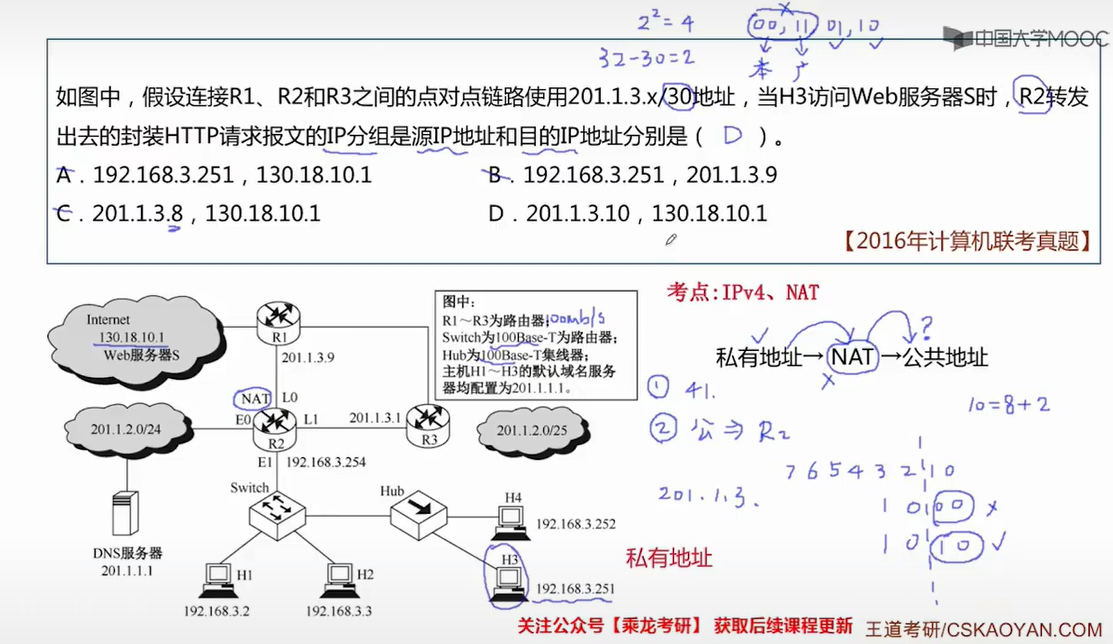 2²=4
00,11 01,10
中国大学MOOC
32-30=2
本 广
如图中，假设连接R1、R2和R3之间的点对点链路使用201.1.3.x/30地址，当H3访问Web服务器S时，R2转发
出去的封装HTTP请求报文的IP分组是源IP地址和目的IP地址分别是（ D ）。
A．192.168.3.251，130.18.10.1
B．192.168.3.251，201.1.3.9
C．201.1.3.8，130.18.10.1
D．201.1.3.10，130.18.10.1
【2016年计算机联考真题】
Internet
130.18.10.1
Web服务器S
R1
201.1.3.9
NAT
L0
E0
L1
R2
E1
192.168.3.254
201.1.3.1
R3
201.1.2.0/24
201.1.2.0/25
图中：
R1～R3为路由器；100mb/s
Switch为100Base-T为路由器；
Hub为100Base-T集线器；
主机H1～H3的默认域名服务
器均配置为201.1.1.1。
Switch
Hub
H4
192.168.3.252
H3
192.168.3.251
DNS服务器
201.1.1.1
H1
192.168.3.2
H2
192.168.3.3
考点:IPv4、NAT
?
私有地址→NAT→公共地址
① 41.
② 公⇒R2
10=8+2
7 6 5 4 3 2 1 0
201.1.3.
1 0 0 0 ×
1 0 1 0 ✓
私有地址
关注公众号【乘龙考研】 获取后续课程更新
王道考研/CSKAOYAN.COM